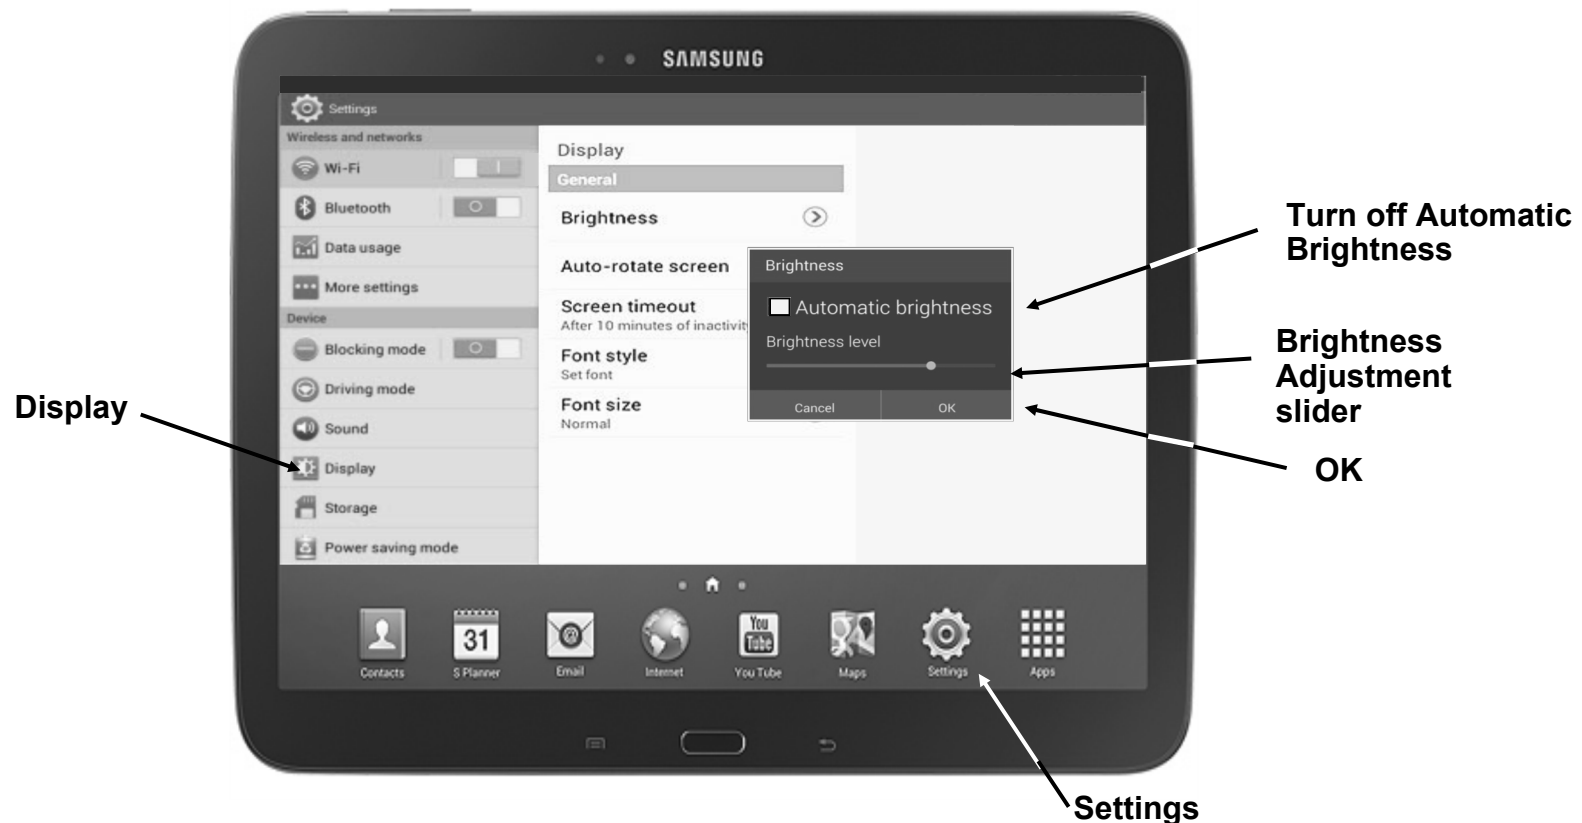 SAMSUNG
Settings
Wireless and networks
Wi-Fi
Bluetooth
Data usage
More settings
Device
Blocking mode
Driving mode
Sound
Display
Storage
Power saving mode
Display
General
Brightness
Auto-rotate screen
Screen timeout
After 10 minutes of inactivit
Font style
Set font
Font size
Normal
Brightness
Automatic brightness
Brightness level
Cancel OK
31
You
Tube
Contacts S Planner Email Internet You Tube Maps Settings Apps
Display
Turn off Automatic
Brightness
Brightness
Adjustment
slider
OK
Settings